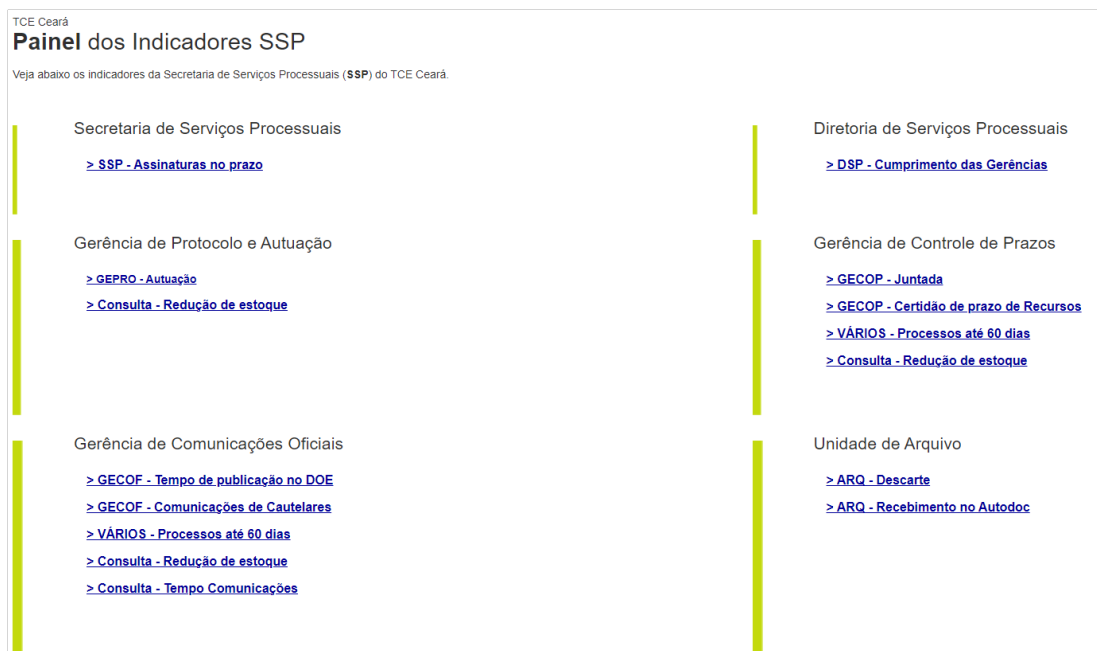 TCE Ceará
Painel dos Indicadores SSP
Veja abaixo os indicadores da Secretaria de Serviços Processuais (SSP) do TCE Ceará.
Secretaria de Serviços Processuais
> SSP - Assinaturas no prazo
Diretoria de Serviços Processuais
> DSP - Cumprimento das Gerências
Gerência de Protocolo e Autuação
> GEPRO - Autuação
> Consulta - Redução de estoque
Gerência de Controle de Prazos
> GECOP - Juntada
> GECOP - Certidão de prazo de Recursos
> VÁRIOS - Processos até 60 dias
> Consulta - Redução de estoque
Gerência de Comunicações Oficiais
> GECOF - Tempo de publicação no DOE
> GECOF - Comunicações de Cautelares
> VÁRIOS - Processos até 60 dias
> Consulta - Redução de estoque
> Consulta - Tempo Comunicações
Unidade de Arquivo
> ARQ - Descarte
> ARQ - Recebimento no Autodoc